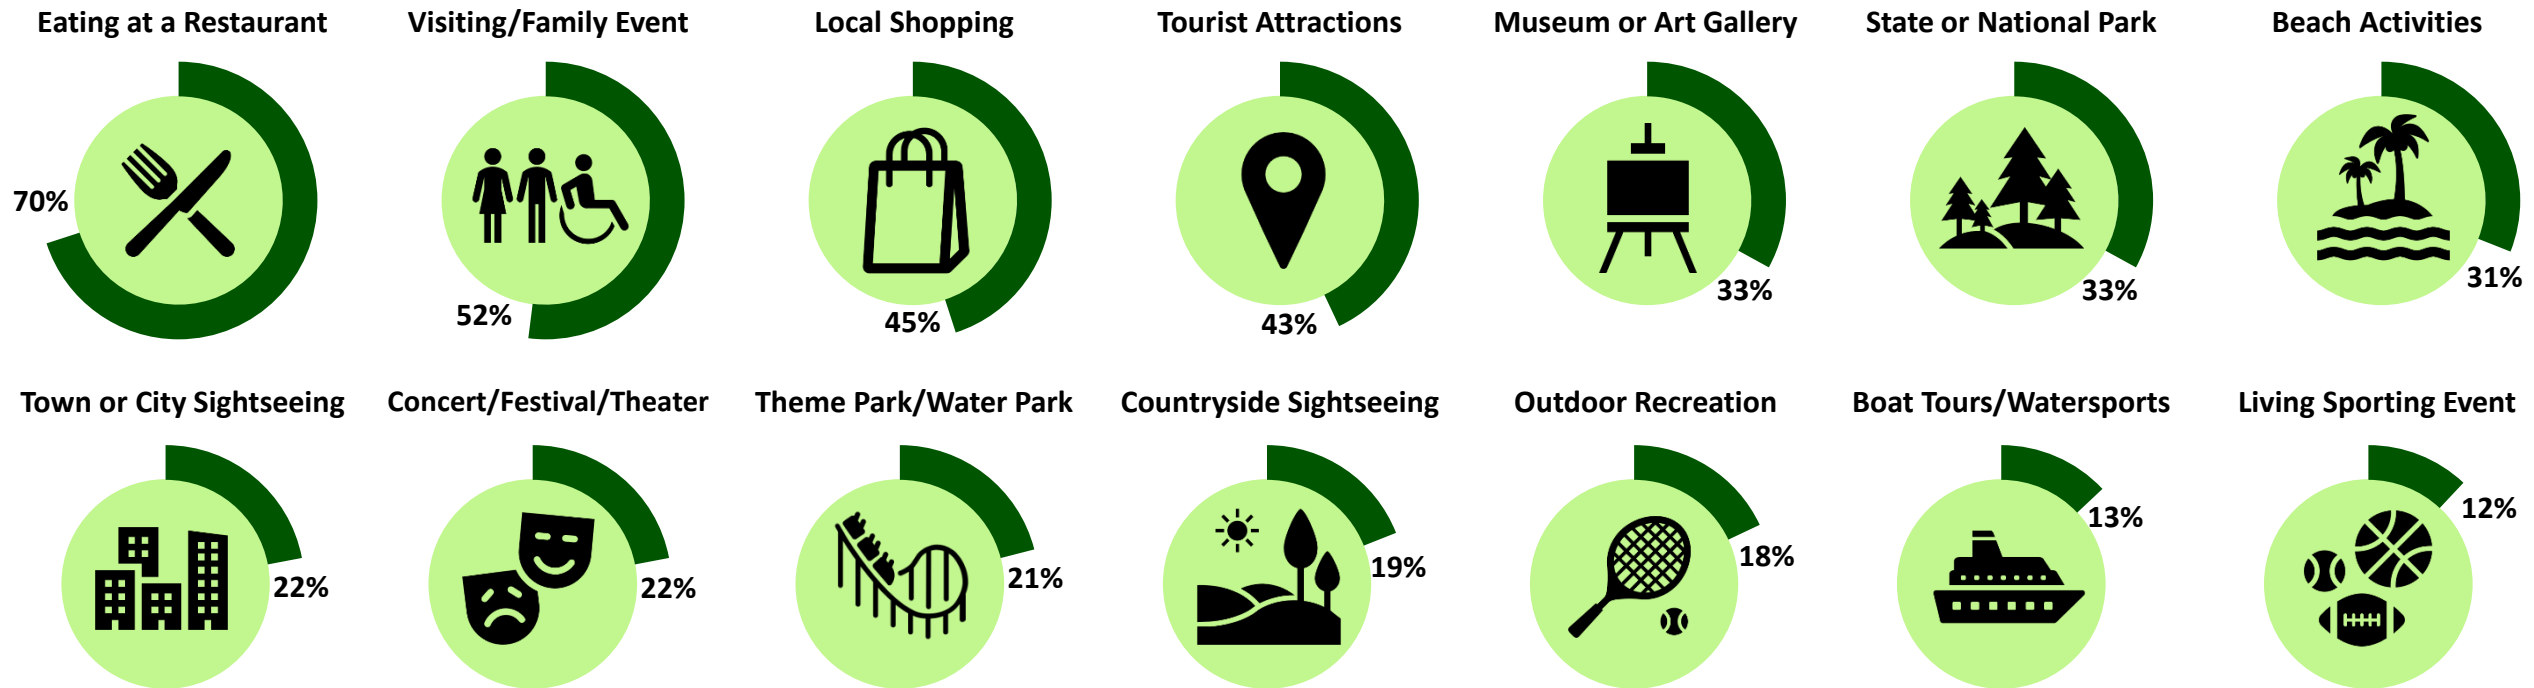 Eating at a Restaurant
Visiting/Family Event
Local Shopping
Tourist Attractions
Museum or Art Gallery
State or National Park
Beach Activities
70%
52%
45%
43%
33%
33%
31%
Town or City Sightseeing
Concert/Festival/Theater
Theme Park/Water Park
Countryside Sightseeing
Outdoor Recreation
Boat Tours/Watersports
Living Sporting Event
22%
22%
21%
19%
18%
13%
12%